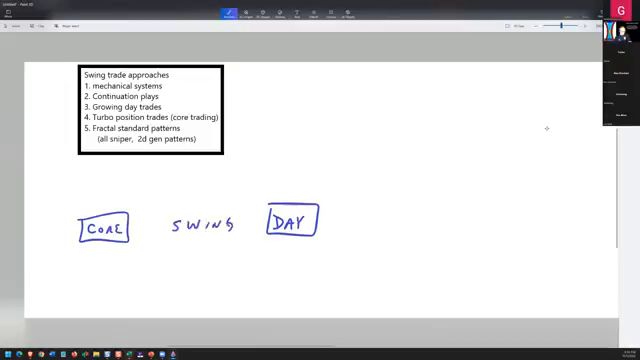 Swing trade approaches
1. mechanical systems
2. Continuation plays
3. Growing day trades
4. Turbo position trades (core trading)
5. Fractal standard patterns
(all sniper, 2d gen patterns)
CORE SWING DAY
G